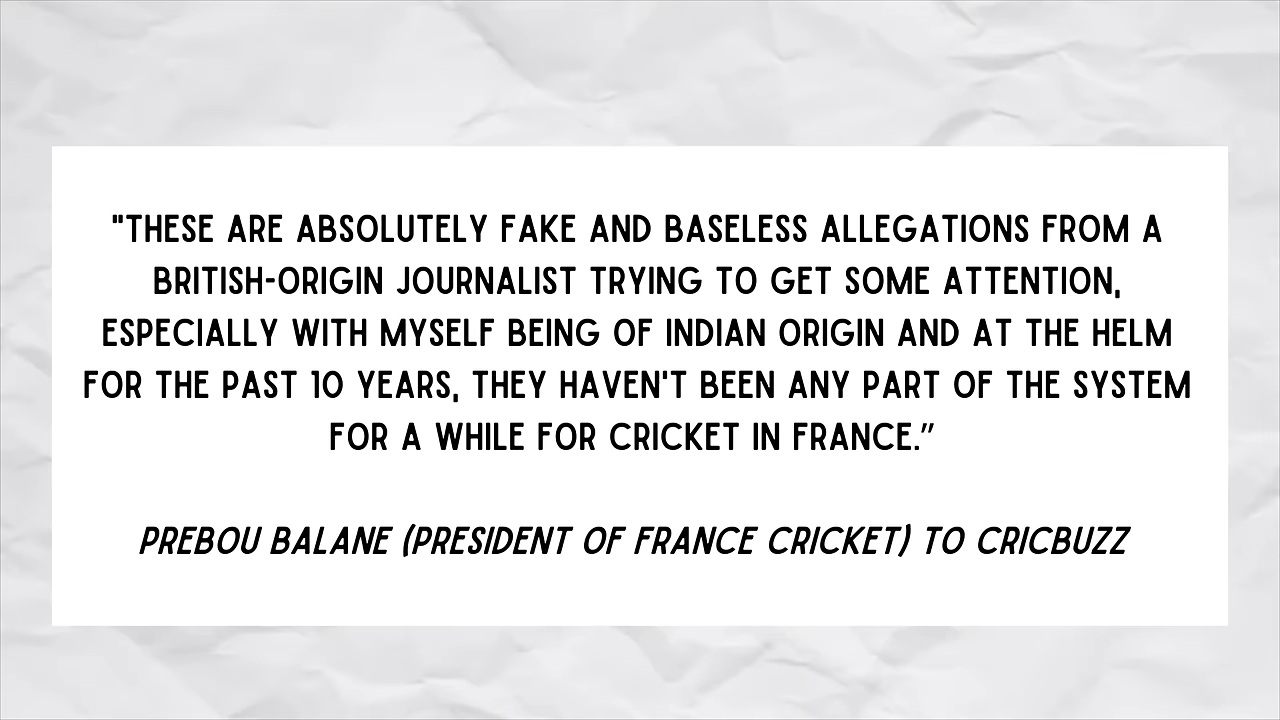 "THESE ARE ABSOLUTELY FAKE AND BASELESS ALLEGATIONS FROM A
BRITISH-ORIGIN JOURNALIST TRYING TO GET SOME ATTENTION,
ESPECIALLY WITH MYSELF BEING OF INDIAN ORIGIN AND AT THE HELM
FOR THE PAST 10 YEARS, THEY HAVEN'T BEEN ANY PART OF THE SYSTEM
FOR A WHILE FOR CRICKET IN FRANCE.”
PREBOU BALANE (PRESIDENT OF FRANCE CRICKET) TO CRICBUZZ